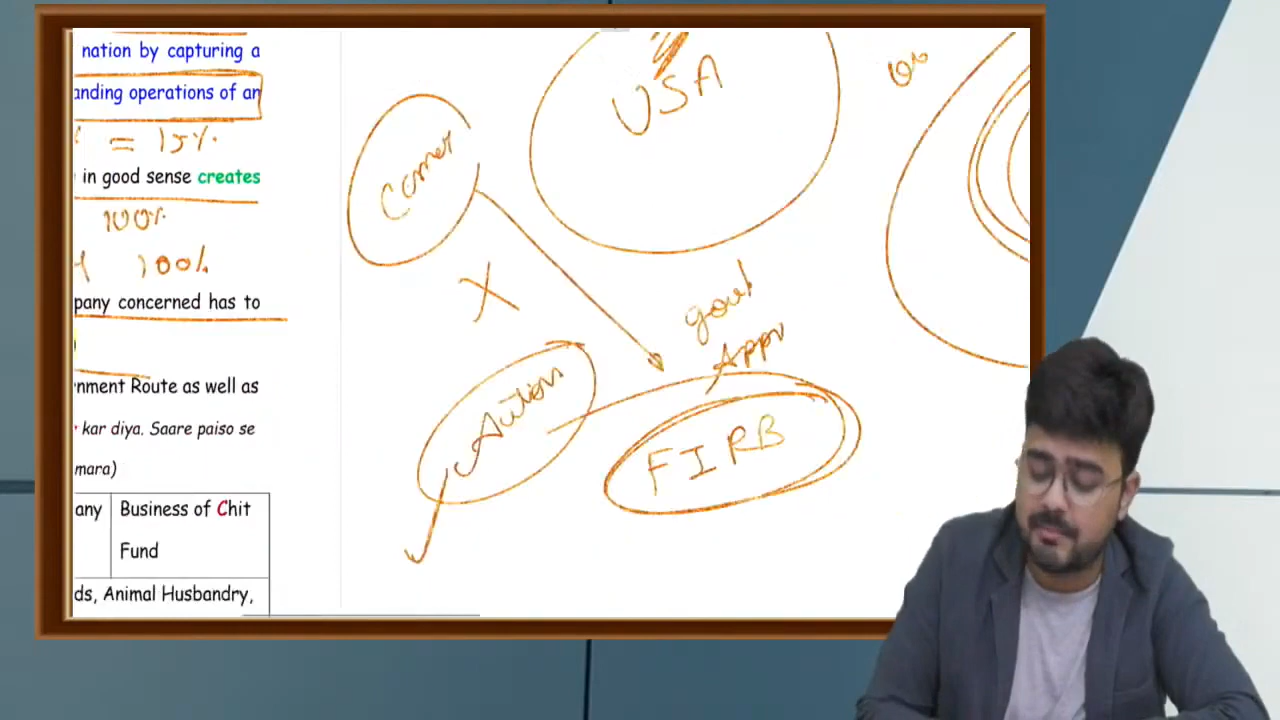 nation by capturing a
anding operations of an
= 15%
in good sense creates
100%
100%
pany concerned has to
nment Route as well as
kar diya. Saare paiso se
mara)
any
Business of Chit
Fund
ds, Animal Husbandry,
USA
X
govt
Appr
FIRB